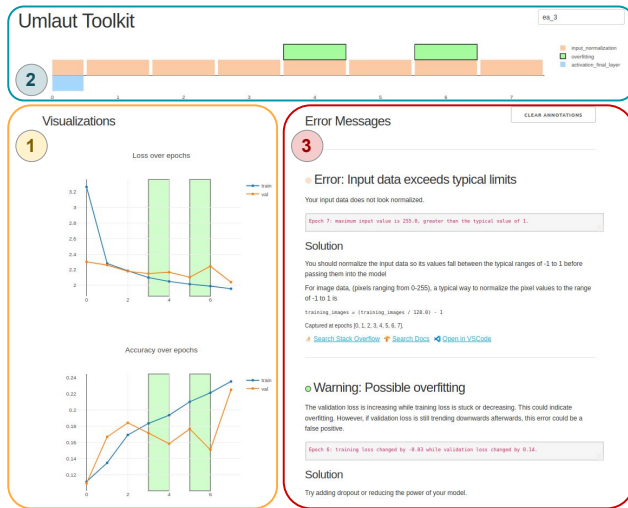 Umlaut Toolkit
ea_3
input_normalization
overfitting
activation_final_layer
2
0 1 2 3 4 5 6 7
Visualizations
1
Loss over epochs
train
val
3.2
3
2.8
2.6
2.4
2.2
2
0 2 4 6
Accuracy over epochs
train
val
0.24
0.22
0.2
0.18
0.16
0.14
0.12
0 2 4 6
Error Messages
CLEAR ANNOTATIONS
3
Error: Input data exceeds typical limits
Your input data does not look normalized.
Epoch 7: maximum input value is 255.0, greater than the typical value of 1.
Solution
You should normalize the input data so its values fall between the typical ranges of -1 to 1 before
passing them into the model
For image data, (pixels ranging from 0-255), a typical way to normalize the pixel values to the range
of -1 to 1 is
training_images = (training_images / 128.0) - 1
Captured at epochs [0, 1, 2, 3, 4, 5, 6, 7].
Search Stack Overflow Search Docs Open in VSCode
Warning: Possible overfitting
The validation loss is increasing while training loss is stuck or decreasing. This could indicate
overfitting. However, if validation loss is still trending downwards afterwards, this error could be a
false positive.
Epoch 6: training loss changed by -0.03 while validation loss changed by 0.14.
Solution
Try adding dropout or reducing the power of your model.